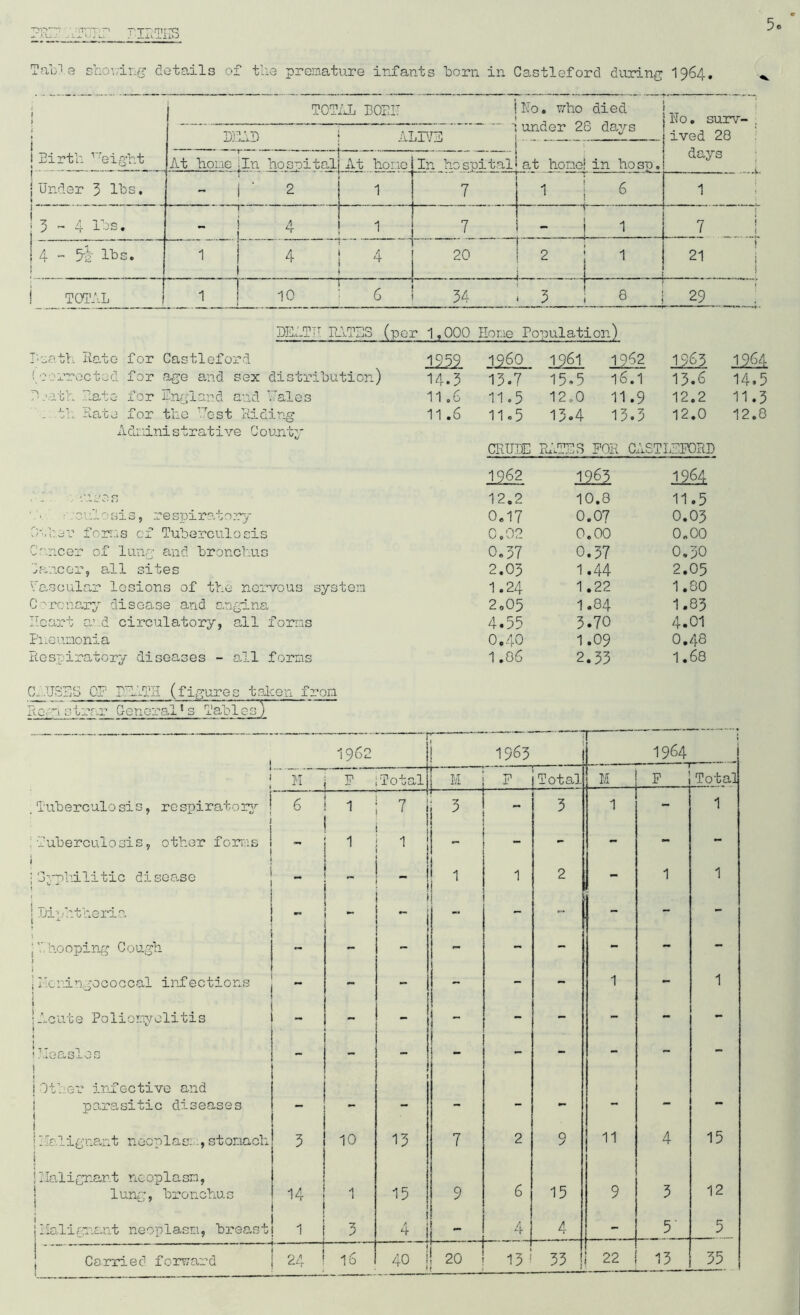 5.
PREMATURE BIRTHS
Table showing details of the premature infants born in Castleford during 1964.
TOTAL BORN No. who died under 28 days No. surv- ived 28 days
DEAD ALIVE
Birth Weight At home In hospital At home In hospital at home in hosp.
Under 3 lbs. - 2 1 7 1 6 1
3 - 4 lbs. - 4 1 7 - 1 7
4 - 5½ lbs. 1 4 4 20 2 1 21
TOTAL 1 10 6 34 3 8 29
DEATH RATES (per 1,000 Home Population)
1959 1960 1961 1962 1963 1964
Death Rate for Castleford
(corrected for age and sex distribution) 14.3 13.7 15.5 16.1 13.6 14.5
Death Rate for England and Wales 11.6 11.5 12.0 11.9 12.2 11.3
Death Rate for the West Riding 11.6 11.5 13.4 13.3 12.0 12.8
Administrative County
CRUDE RATES FOR CASTLEFORD
1962 1963 1964
12.2 10.8 11.5
respiratory 0.17 0.07 0.03
Other forms of Tuberculosis 0.02 0.00 0.00
Cancer of lung and bronchus 0.37 0.37 0.30
Cancer, all sites 2.03 1.44 2.05
Vascular lesions of the nervous system 1.24 1.22 1.80
Coronary disease and angina 2.05 1.84 1.83
Heart and circulatory, all forms 4.55 3.70 4.01
Pneumonia 0.40 1.09 0.48
Respiratory diseases - all forms 1.86 2.33 1.68
CAUSES OF DEATH (figures taken from
Registrar General's Tables)
1962 1963 1964
M F Total M F Total M F Total
Tuberculosis, respiratory 6 1 7 3 - 3 1 - 1
Tuberculosis, other forms - 1 1 - - - - - -
Syphilitic disease - - - 1 1 2 - 1 1
Diphtheria - - - - - - - - -
Whooping Cough - - - - - - - - -
Meningococcal infections - - - - - - 1 - 1
Acute Poliomyelitis - - - - - - - - -
Measles - - - - - - - - -
Other infective and
parasitic diseases - - - - - - - - -
Malignant neoplasm, stomach 3 10 13 7 2 9 11 4 15
Malignant neoplasm,
lung, bronchus 14 1 15 9 6 15 9 3 12
Malignant neoplasm, breast 1 3 4 - 4 4 - 5 5
Carried forward 24 16 40 20 13 33 22 13 35